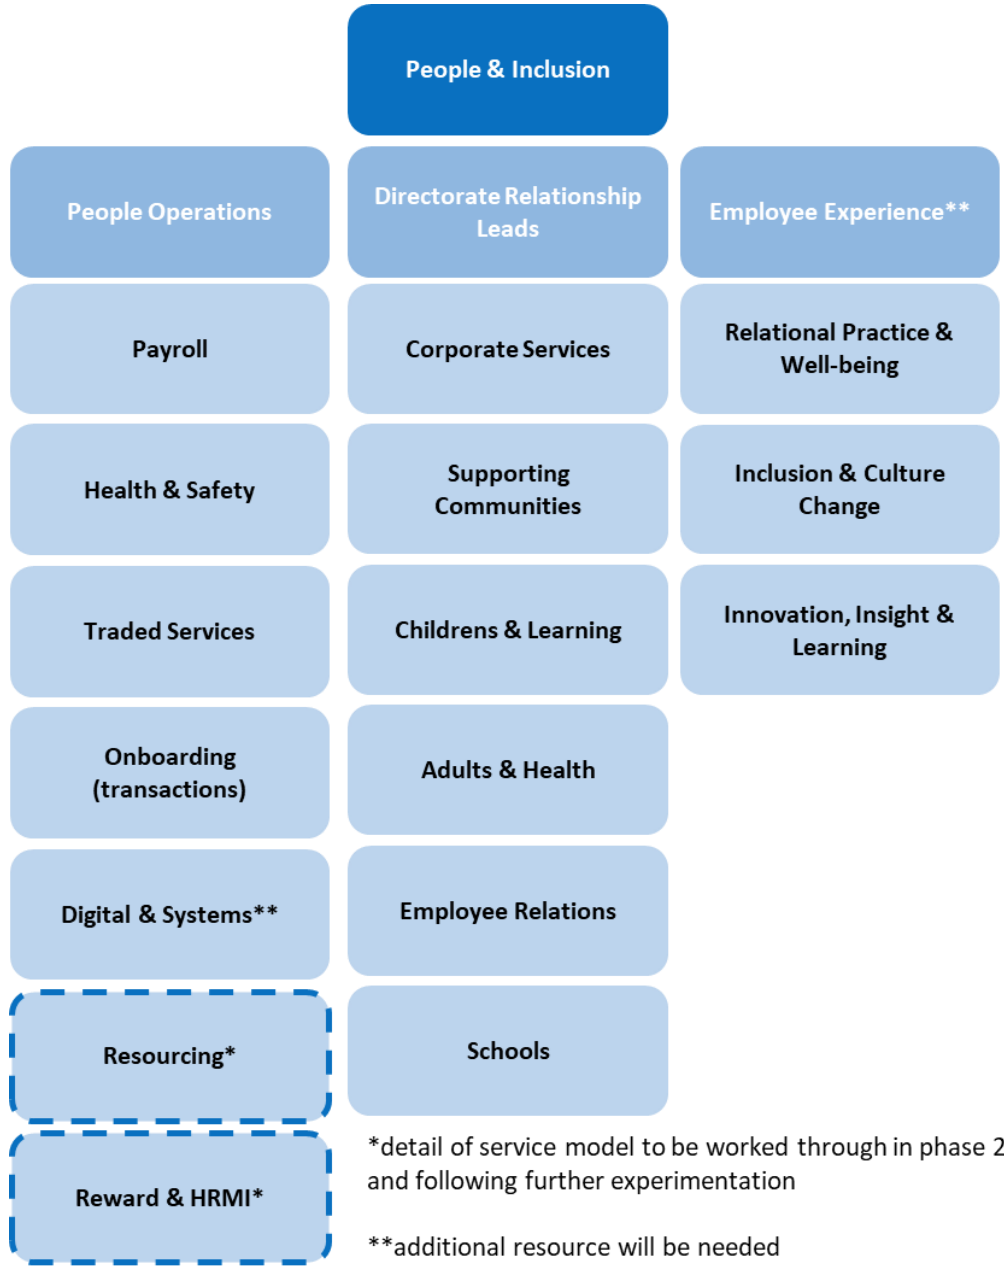 People & Inclusion
People Operations
Directorate Relationship
Leads
Employee Experience**
Payroll
Corporate Services
Relational Practice &
Well-being
Health & Safety
Supporting
Communities
Inclusion & Culture
Change
Traded Services
Childrens & Learning
Innovation, Insight &
Learning
Onboarding
(transactions)
Adults & Health
Digital & Systems**
Employee Relations
Resourcing*
Schools
Reward & HRMI*
*detail of service model to be worked through in phase 2
and following further experimentation
**additional resource will be needed